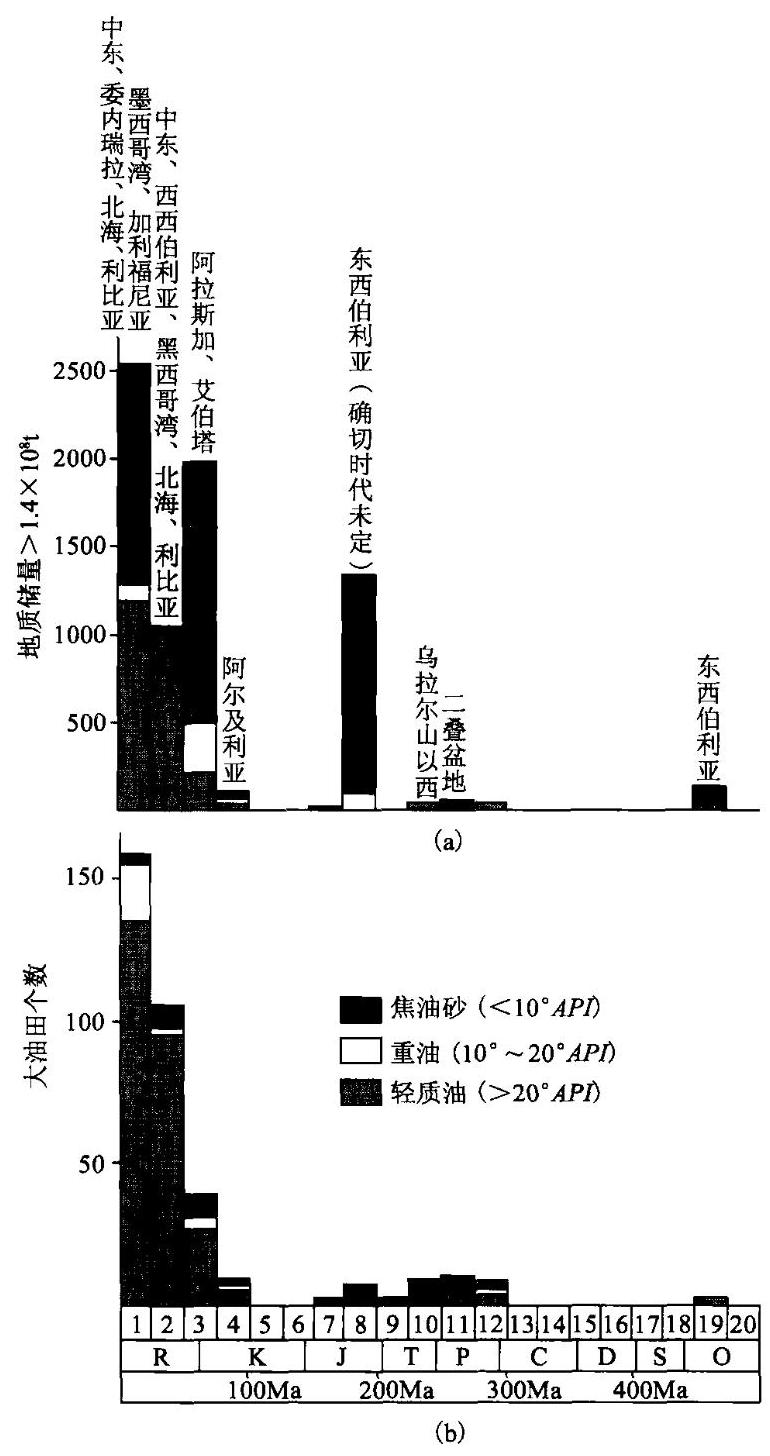 中东、委内瑞拉、北海、利比亚
墨西哥湾、加利福尼亚
中东、西西伯利亚、黑西哥湾、北海、利比亚
阿拉斯加、艾伯塔
阿尔及利亚
东西伯利亚（确切时代未定）
乌拉尔山以西
二叠盆地
东西伯利亚
地质储量>1.4×10⁸t
2500
2000
1500
1000
500
(a)
大油田个数
150
100
50
焦油砂（<10°API）
重油（10°～20°API）
轻质油（>20°API）
1 2 3 4 5 6 7 8 9 10 11 12 13 14 15 16 17 18 19 20
R K J T P C D S O
100Ma 200Ma 300Ma 400Ma
(b)